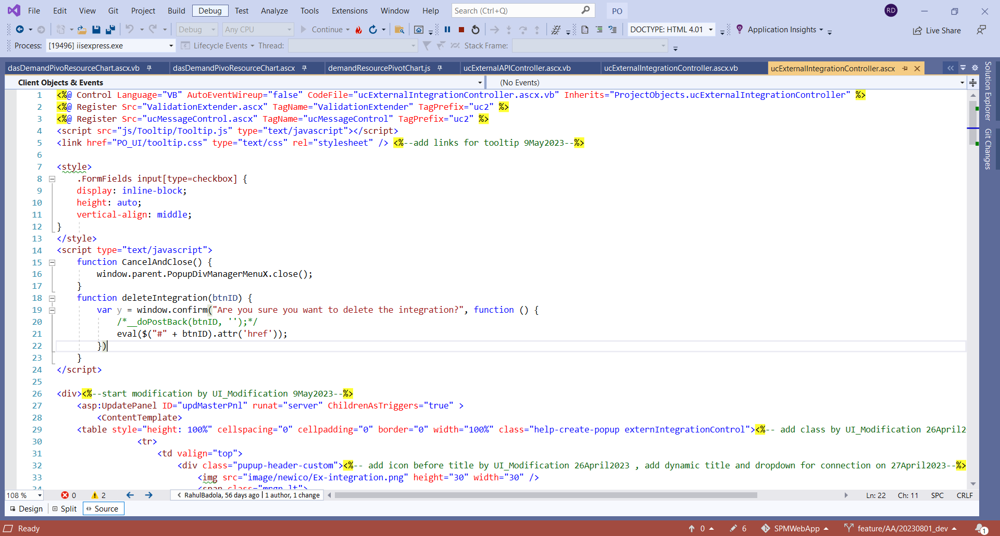 File Edit View Git Project Build Debug Test Analyze Tools Extensions Window Help Search (Ctrl+Q) PO RD
Debug Any CPU Continue DOCTYPE: HTML 4.01 Application Insights Live Share
Process: [19496] iisexpress.exe Lifecycle Events Thread: Stack Frame:
dasDemandPivoResourceChart.ascx.vb dasDemandPivoResourceChart.ascx demandResourcePivotChart.js ucExternalAPIController.ascx.vb ucExternalIntegrationController.ascx.vb ucExternalIntegrationController.ascx
Solution Explorer
Git Changes
Client Objects & Events (No Events)
1 <%@ Control Language="VB" AutoEventWireup="false" CodeFile="ucExternalIntegrationController.ascx.vb" Inherits="ProjectObjects.ucExternalIntegrationController" %>
2 <%@ Register Src="ValidationExtender.ascx" TagName="ValidationExtender" TagPrefix="uc2" %>
3 <%@ Register Src="ucMessageControl.ascx" TagName="ucMessageControl" TagPrefix="uc2" %>
4 <script src="js/Tooltip/Tooltip.js" type="text/javascript"></script>
5 <link href="PO_UI/tooltip.css" type="text/css" rel="stylesheet" /> <%--add links for tooltip 9May2023--%>
6
7 <style>
8 .FormFields input[type=checkbox] {
9 display: inline-block;
10 height: auto;
11 vertical-align: middle;
12 }
13 </style>
14 <script type="text/javascript">
15 function CancelAndClose() {
16 window.parent.PopupDivManagerMenuX.close();
17 }
18 function deleteIntegration(btnID) {
19 var y = window.confirm("Are you sure you want to delete the integration?", function () {
20 /*__doPostBack(btnID, '');*/
21 eval($("#" + btnID).attr('href'));
22 })
23 }
24 </script>
25
26 <div><%--start modification by UI_Modification 9May2023--%>
27 <asp:UpdatePanel ID="updMasterPnl" runat="server" ChildrenAsTriggers="true" >
28 <ContentTemplate>
29 <table style="height: 100%" cellspacing="0" cellpadding="0" border="0" width="100%" class="help-create-popup externIntegrationControl"><%-- add class by UI_Modification 26April2
30 <tr>
31 <td valign="top">
32 <div class="pupup-header-custom"><%-- add icon before title by UI_Modification 26April2023 , add dynamic title and dropdown for connection on 27April2023--%>
33 <img src="image/newico/Ex-integration.png" height="30" width="30" />
34 <span class="mrgn lt">
108 % 0 2 RahulBadola, 56 days ago | 1 author, 1 change Ln: 22 Ch: 11 SPC CRLF
Design Split Source
Ready 0 6 SPMWebApp feature/AA/20230801_dev 1